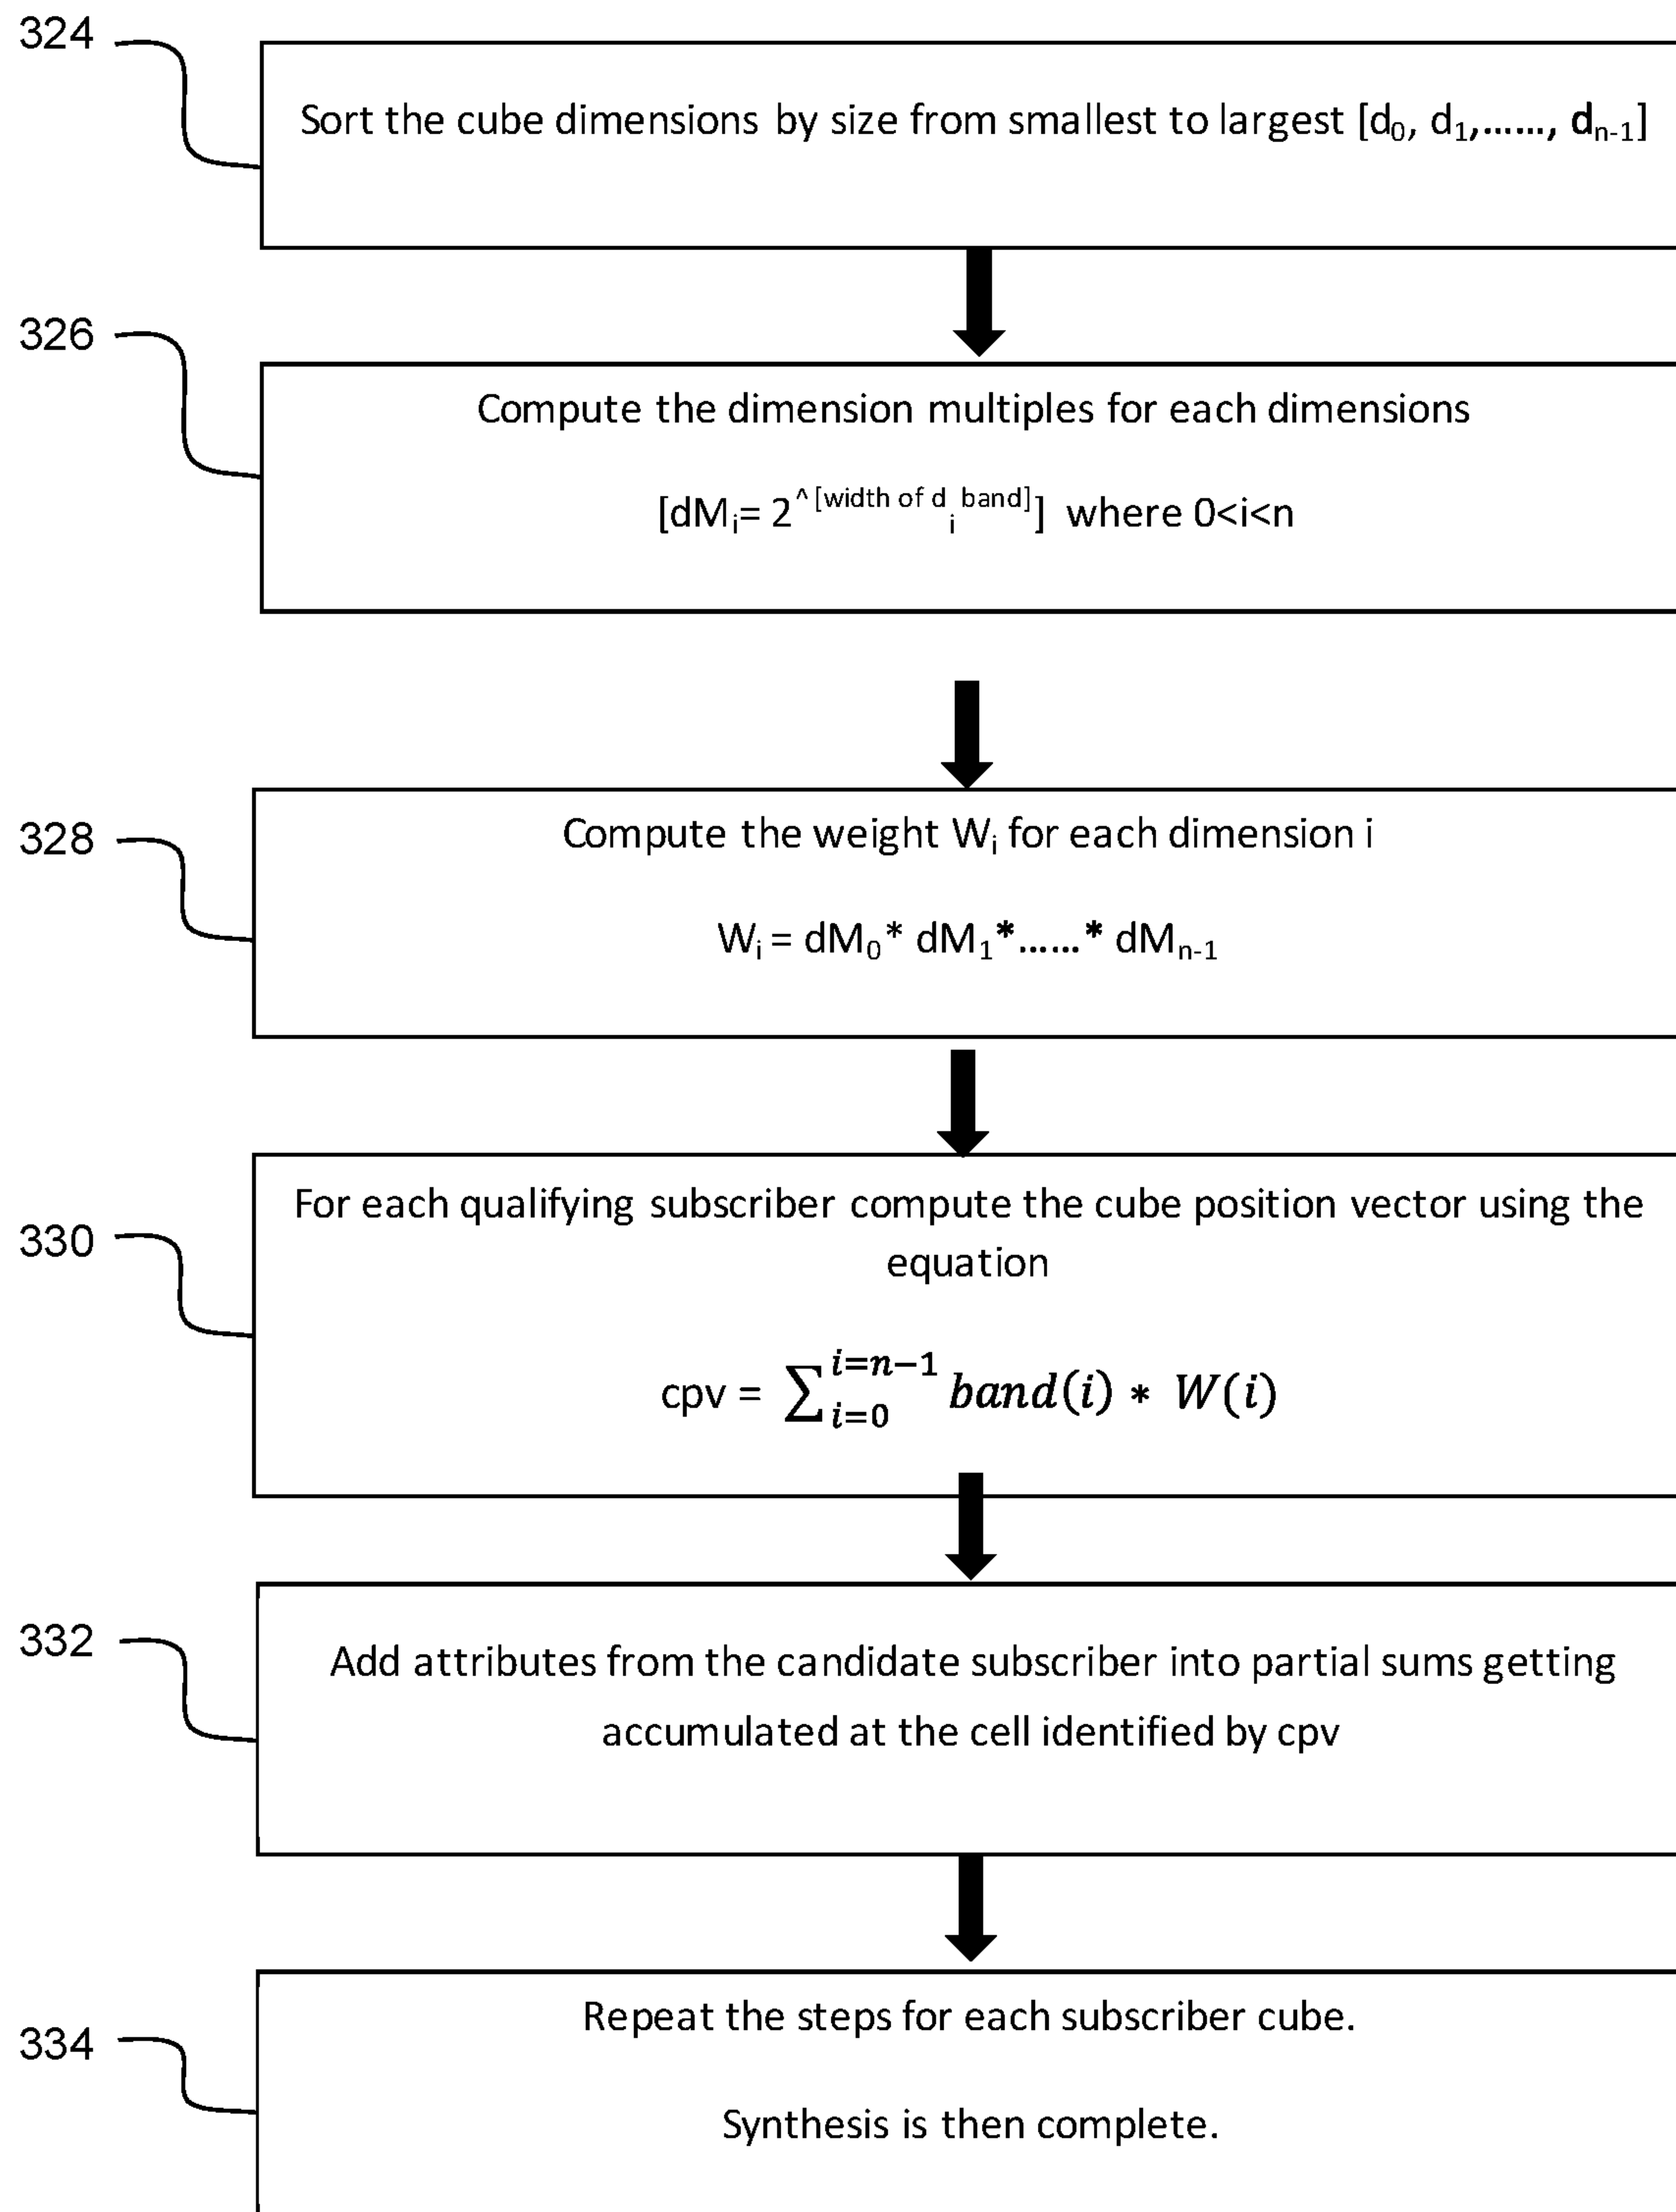 324
Sort the cube dimensions by size from smallest to largest [d₀, d₁,……, dₙ₋₁]
326
Compute the dimension multiples for each dimensions
[dMᵢ= 2^[width of dᵢ band]] where 0<i<n
328
Compute the weight Wᵢ for each dimension i
Wᵢ = dM₀* dM₁*……* dMₙ₋₁
330
For each qualifying subscriber compute the cube position vector using the
equation
cpv = ∑ᵢ₌₀ⁱ⁼ⁿ⁻¹ band(i) * W(i)
332
Add attributes from the candidate subscriber into partial sums getting
accumulated at the cell identified by cpv
334
Repeat the steps for each subscriber cube.
Synthesis is then complete.